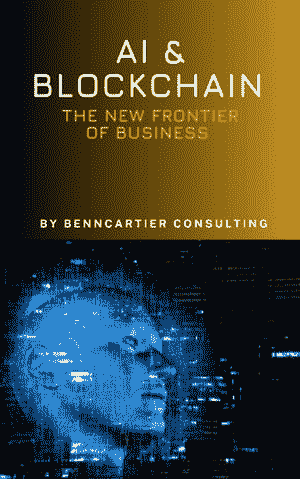 AI &
BLOCKCHAIN
THE NEW FRONTIER
OF BUSINESS
BY BENNCARTIER CONSULTING